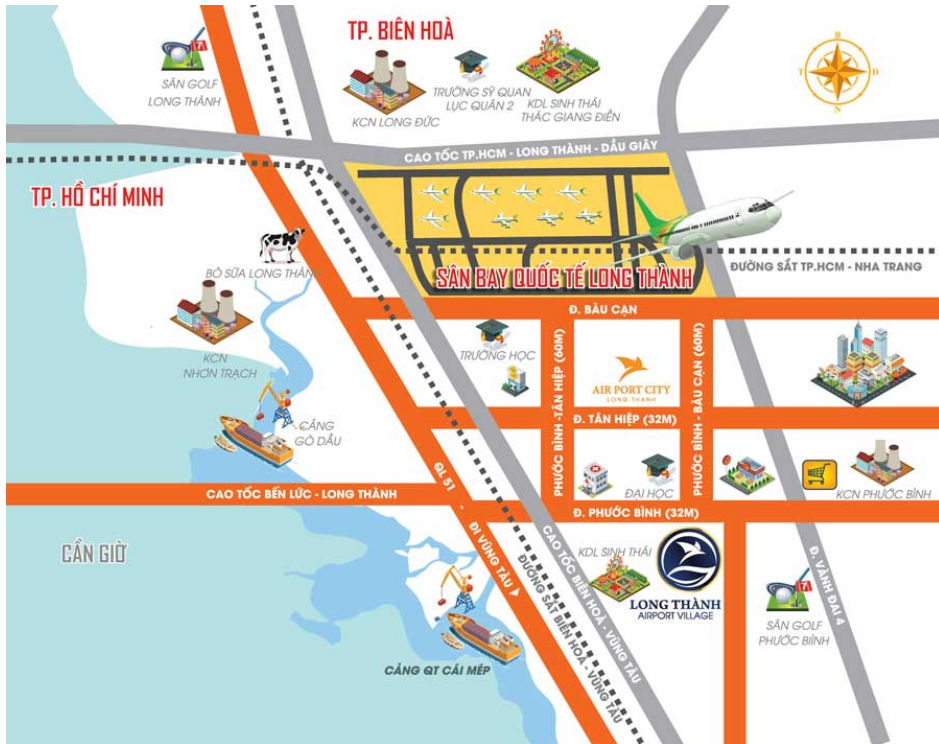 TP. BIÊN HOÀ
B
T
D
N
SÂN GOLF
LONG THÀNH
KCN LONG ĐỨC
TRƯỜNG SỸ QUAN
LỤC QUÂN 2
KDL SINH THÁI
THÁC GIANG ĐIỀN
CAO TỐC TP.HCM - LONG THÀNH - DẦU GIÂY
TP. HỒ CHÍ MINH
BÒ SỮA LONG THÀNH
SÂN BAY QUỐC TẾ LONG THÀNH
ĐƯỜNG SẮT TP.HCM - NHA TRANG
Đ. BÀU CẠN
KCN
NHƠN TRẠCH
TRƯỜNG HỌC
PHƯỚC BÌNH -TÂN HIỆP (60M)
AIR PORT CITY
LONG THANH
PHƯỚC BÌNH - BÀU CẠN (60M)
CẢNG
GÒ DẦU
Đ. TÂN HIỆP (32M)
ĐẠI HỌC
KCN PHƯỚC BÌNH
CAO TỐC BẾN LỨC - LONG THÀNH
QL 51 - ĐI VŨNG TÀU
Đ. PHƯỚC BÌNH (32M)
CẦN GIỜ
ĐƯỜNG SẮT BIÊN HOÀ - VŨNG TÀU
CAO TỐC BIÊN HOÀ - VŨNG TÀU
KDL SINH THÁI
LONG THÀNH
AIRPORT VILLAGE
Đ. VÀNH ĐAI 4
SÂN GOLF
PHƯỚC BÌNH
CẢNG QT CÁI MÉP